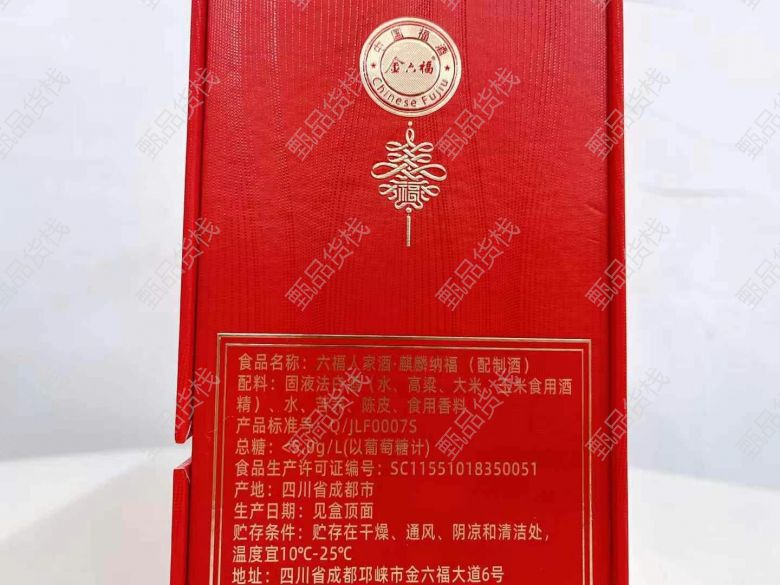 中国福酒
金六福
Chinese Fujiu
福
食品名称：六福人家酒·麒麟纳福（配制酒）
配料：固液法白酒（水、高粱、大米、玉米食用酒
精）、水、 陈皮、食用香料）
产品标准号：Q/JLF0007S
总糖： 5.0g/L(以葡萄糖计)
食品生产许可证编号：SC11551018350051
产地：四川省成都市
生产日期：见盒顶面
贮存条件：贮存在干燥、通风、阴凉和清洁处，
温度宜10℃-25℃
地址：四川省成都邛崃市金六福大道6号
甄品货栈